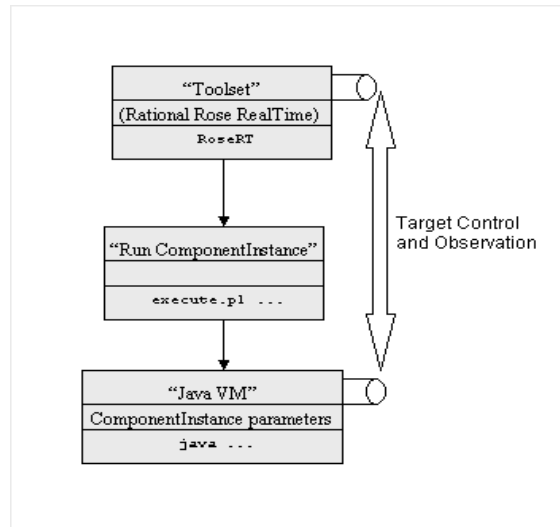 “Toolset”
(Rational Rose RealTime)
RoseRT
Target Control
and Observation
“Run ComponentInstance”
execute.pl ...
“Java VM”
ComponentInstance parameters
java ...